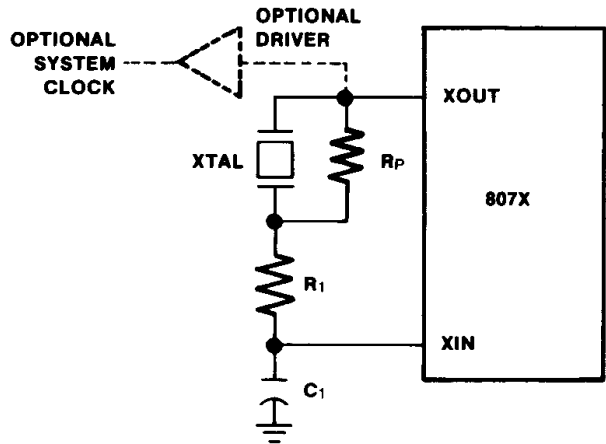 OPTIONAL
DRIVER
OPTIONAL
SYSTEM
CLOCK
XOUT
XTAL
RP
807X
R1
XIN
C1